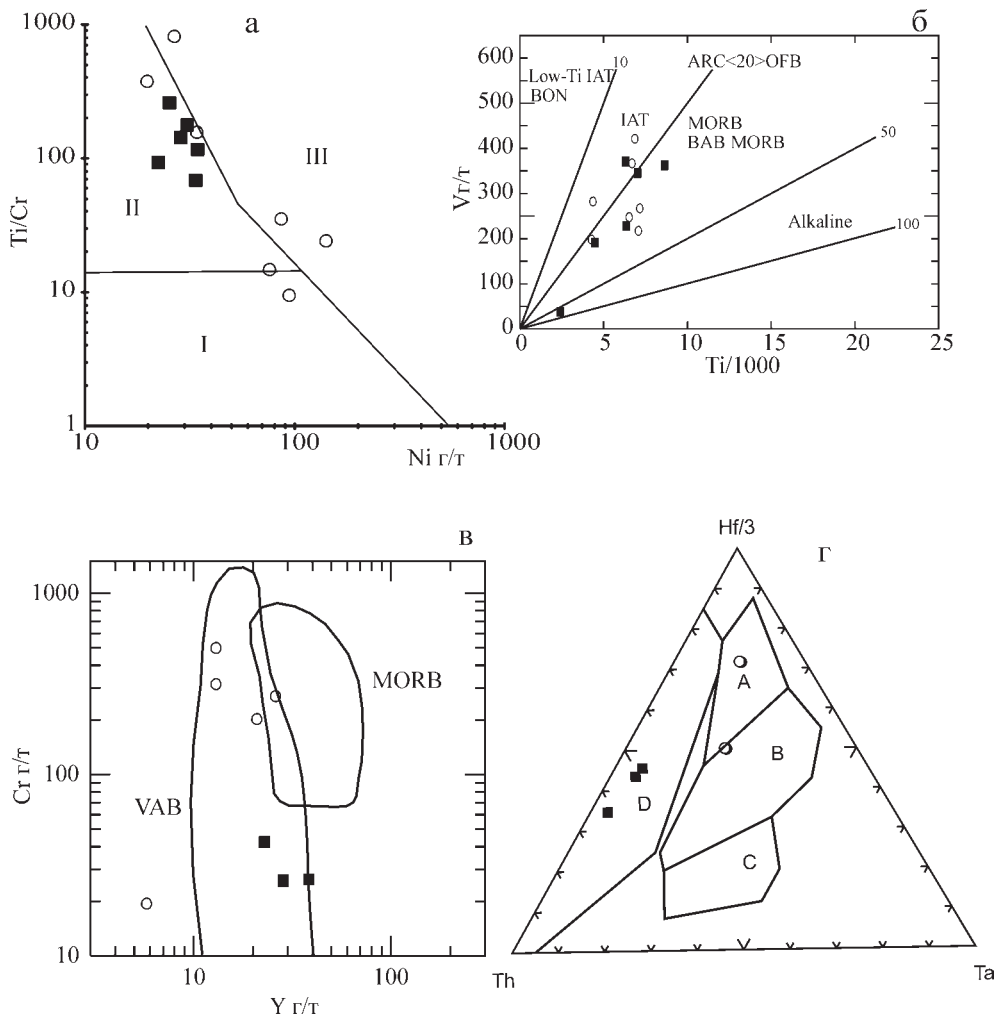 а
1000
100
10
1
Ti/Cr
I
II
III
10
100
1000
Ni г/т
б
600
500
400
300
200
100
0
Vг/т
Low-Ti IAT
BON
10
ARC<20>OFB
IAT
MORB
BAB MORB
50
Alkaline
100
0
5
10
15
20
25
Ti/1000
в
1000
100
10
Cr г/т
VAB
MORB
10
100
Y г/т
г
Hf/3
A
B
C
D
Th
Ta